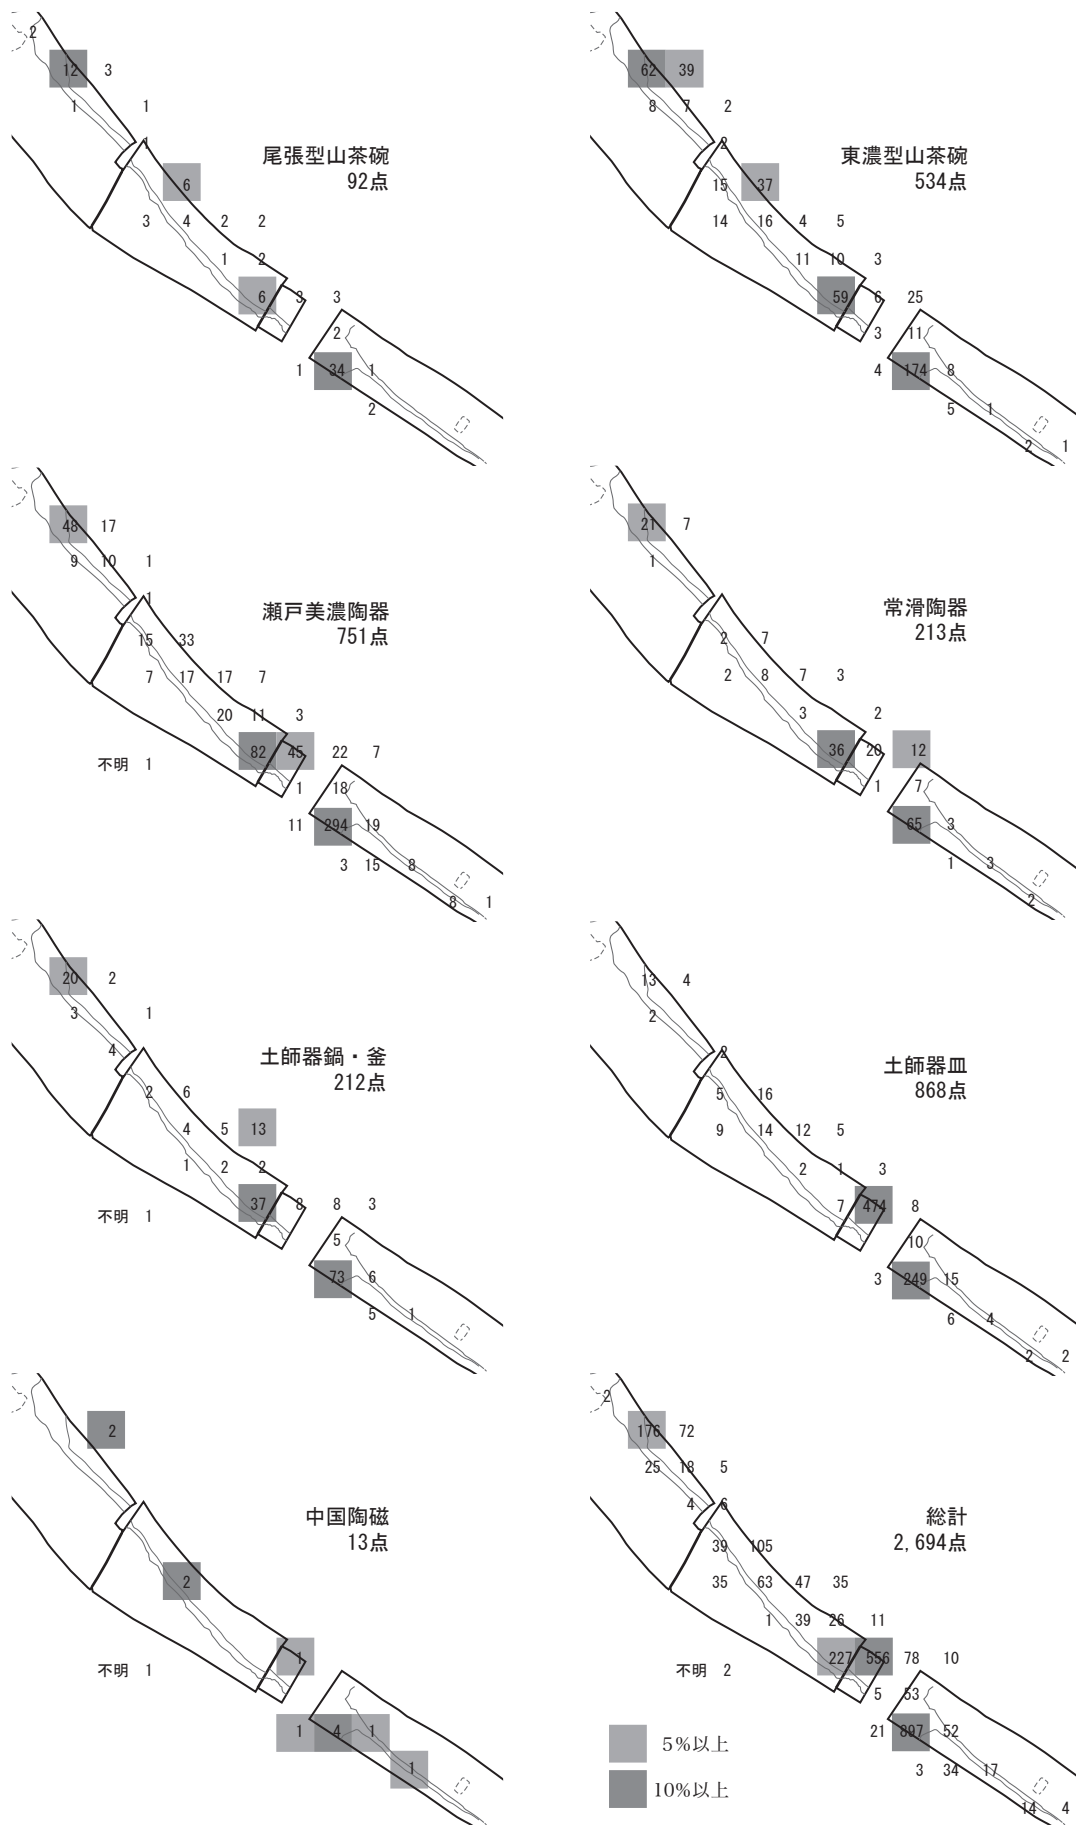 2
12 3
1 1
1
尾張型山茶碗
92点
6
3 4 2 2
1 2
6 3 3
2
1 34 1
2
62 39
8 7 2
2
東濃型山茶碗
534点
15 37
14 16 4 5
11 10 3
59 6 25
3 11
4 174 8
5 1
2 1
48 17
9 10 1
1
瀬戸美濃陶器
751点
15 33
7 17 17 7
20 11 3
82 45 22 7
不明 1
1 18
11 294 19
3 15 8
8 1
21 7
1
常滑陶器
213点
2 7
2 8 7 3
3 2
36 20 12
1 7
65 3
1 3
2
20 2
3 1
4
土師器鍋・釜
212点
2 6
4 5 13
1 2 2
37 8 8 3
不明 1
5
73 6
5 1
13 4
2
2
土師器皿
868点
5 16
9 14 12 5
2 1 3
7 474 8
10
3 249 15
6 4
2 2
2
中国陶磁
13点
2
1
不明 1
1 4 1
1
2
176 72
25 18 5
4 6
総計
2,694点
39 105
35 63 47 35
1 39 26 11
227 556 78 10
不明 2
5 53
21 897 52
3 34 17
14 4
5%以上
10%以上